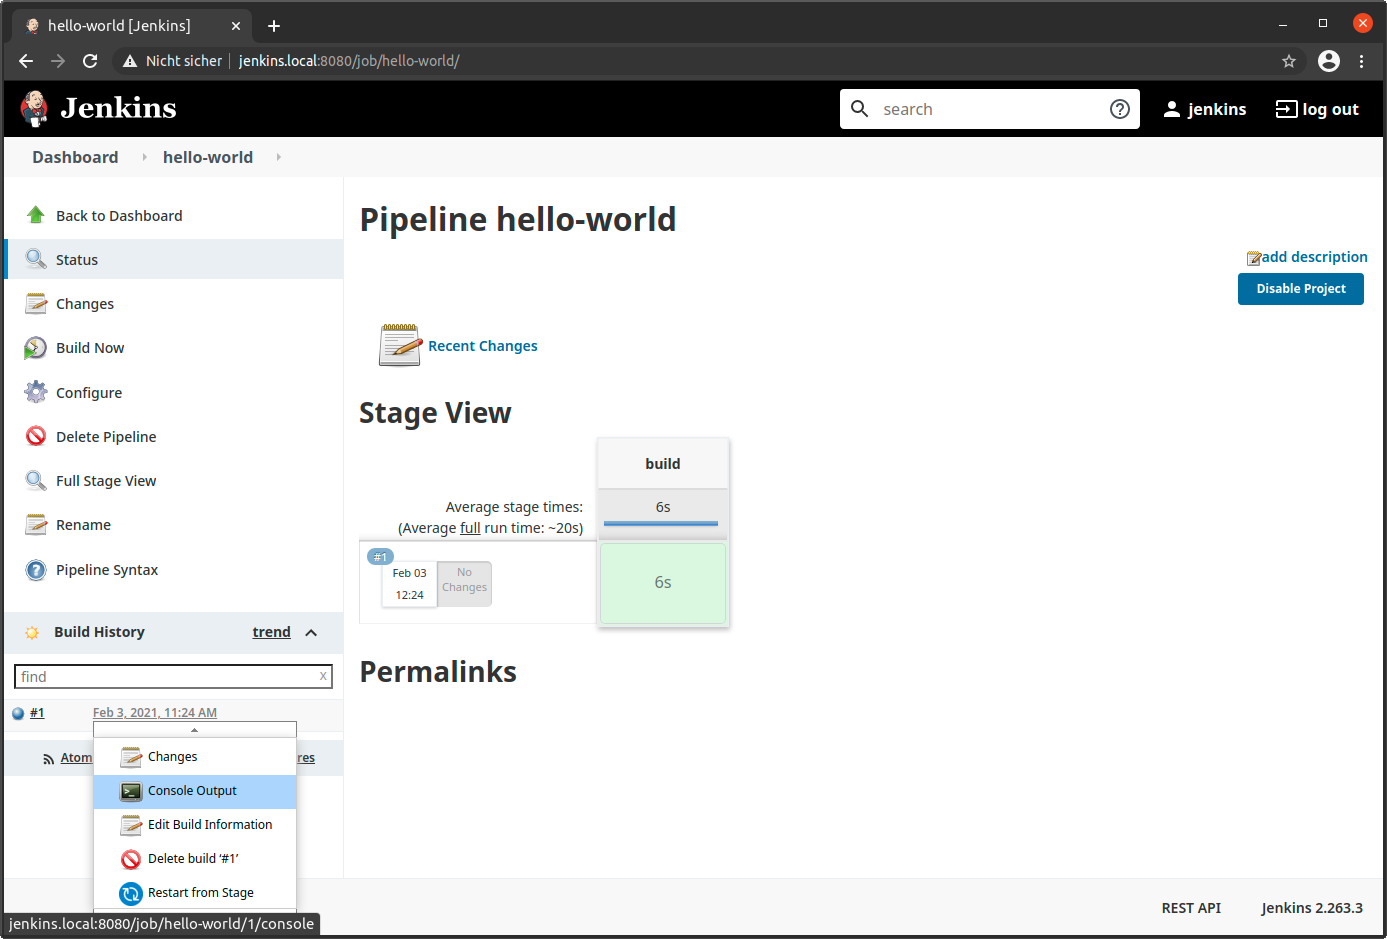 hello-world [Jenkins]
Nicht sicher jenkins.local:8080/job/hello-world/
Jenkins
search
jenkins
log out
Dashboard hello-world
Back to Dashboard
Status
Changes
Build Now
Configure
Delete Pipeline
Full Stage View
Rename
Pipeline Syntax
Build History trend
find x
#1 Feb 3, 2021, 11:24 AM
Atom
res
Changes
Console Output
Edit Build Information
Delete build ‘#1’
Restart from Stage
jenkins.local:8080/job/hello-world/1/console
Pipeline hello-world
add description
Disable Project
Recent Changes
Stage View
build
Average stage times:
(Average full run time: ~20s)
6s
#1
Feb 03
12:24
No
Changes
6s
Permalinks
REST API Jenkins 2.263.3